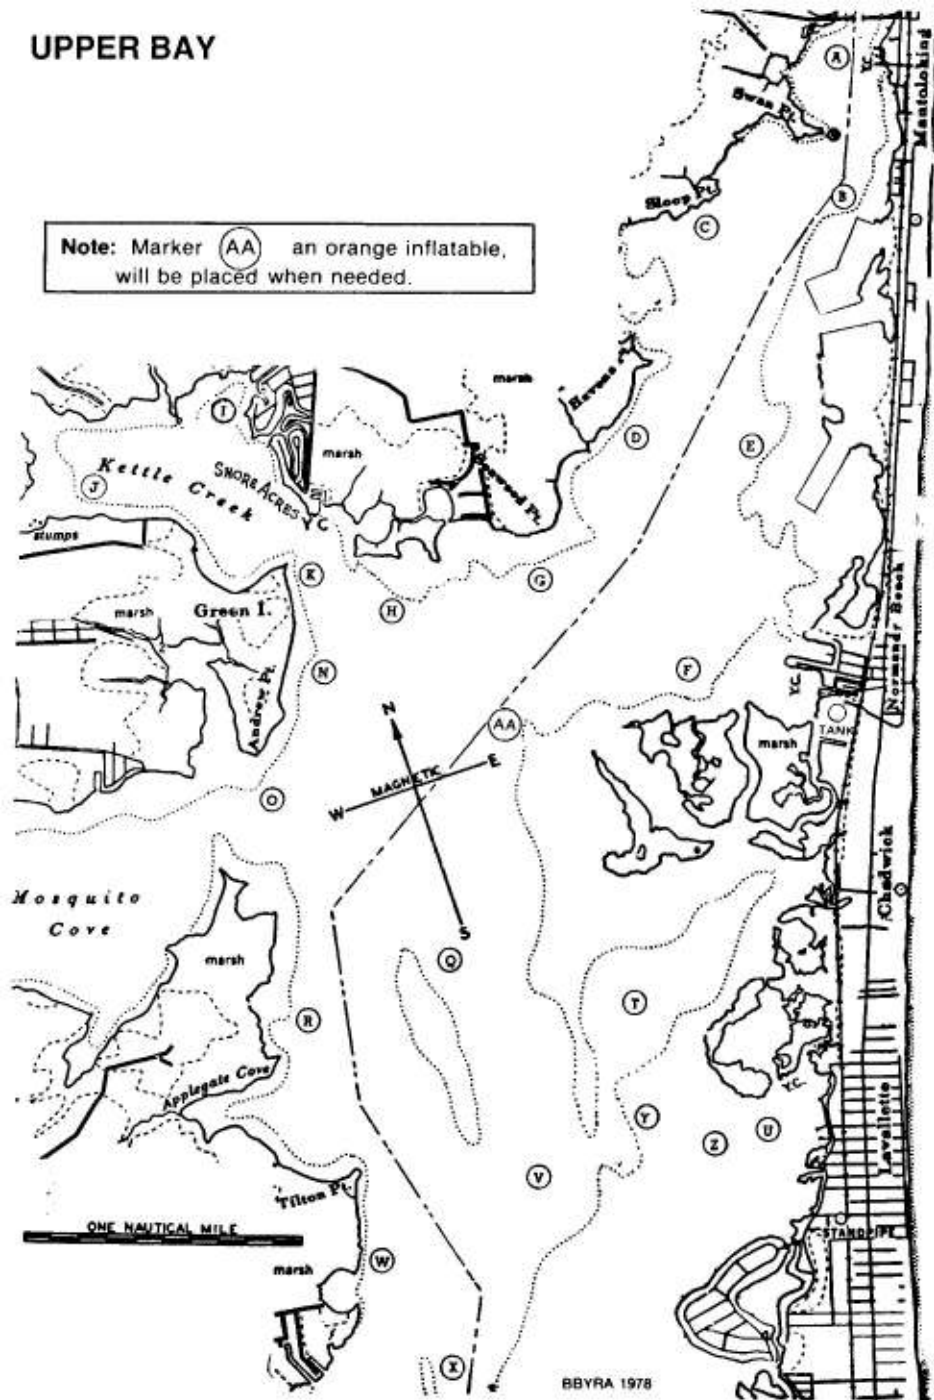 UPPER BAY
A
Y.C.
Mantoloking
Swan Pt.
B
Sloop Pt.
C
Note: Marker AA an orange inflatable,
will be placed when needed.
marsh
Havens
I
marsh
D
E
Kettle Creek
SHORE ACRES Y.C.
J
stumps
K
G
H
marsh
Green I.
Normandy Beach
N
F
Y.C.
Andrew Pt.
N
AA
TANK
marsh
MAGNETIC
W
E
O
Mosquito
Cove
Chadwick
S
marsh
Q
T
R
Applegate Cove
Y.C.
Y
Z
U
Lavallette
V
Tilton Pt.
ONE NAUTICAL MILE
STANDPIPE
W
marsh
X
BBYRA 1978